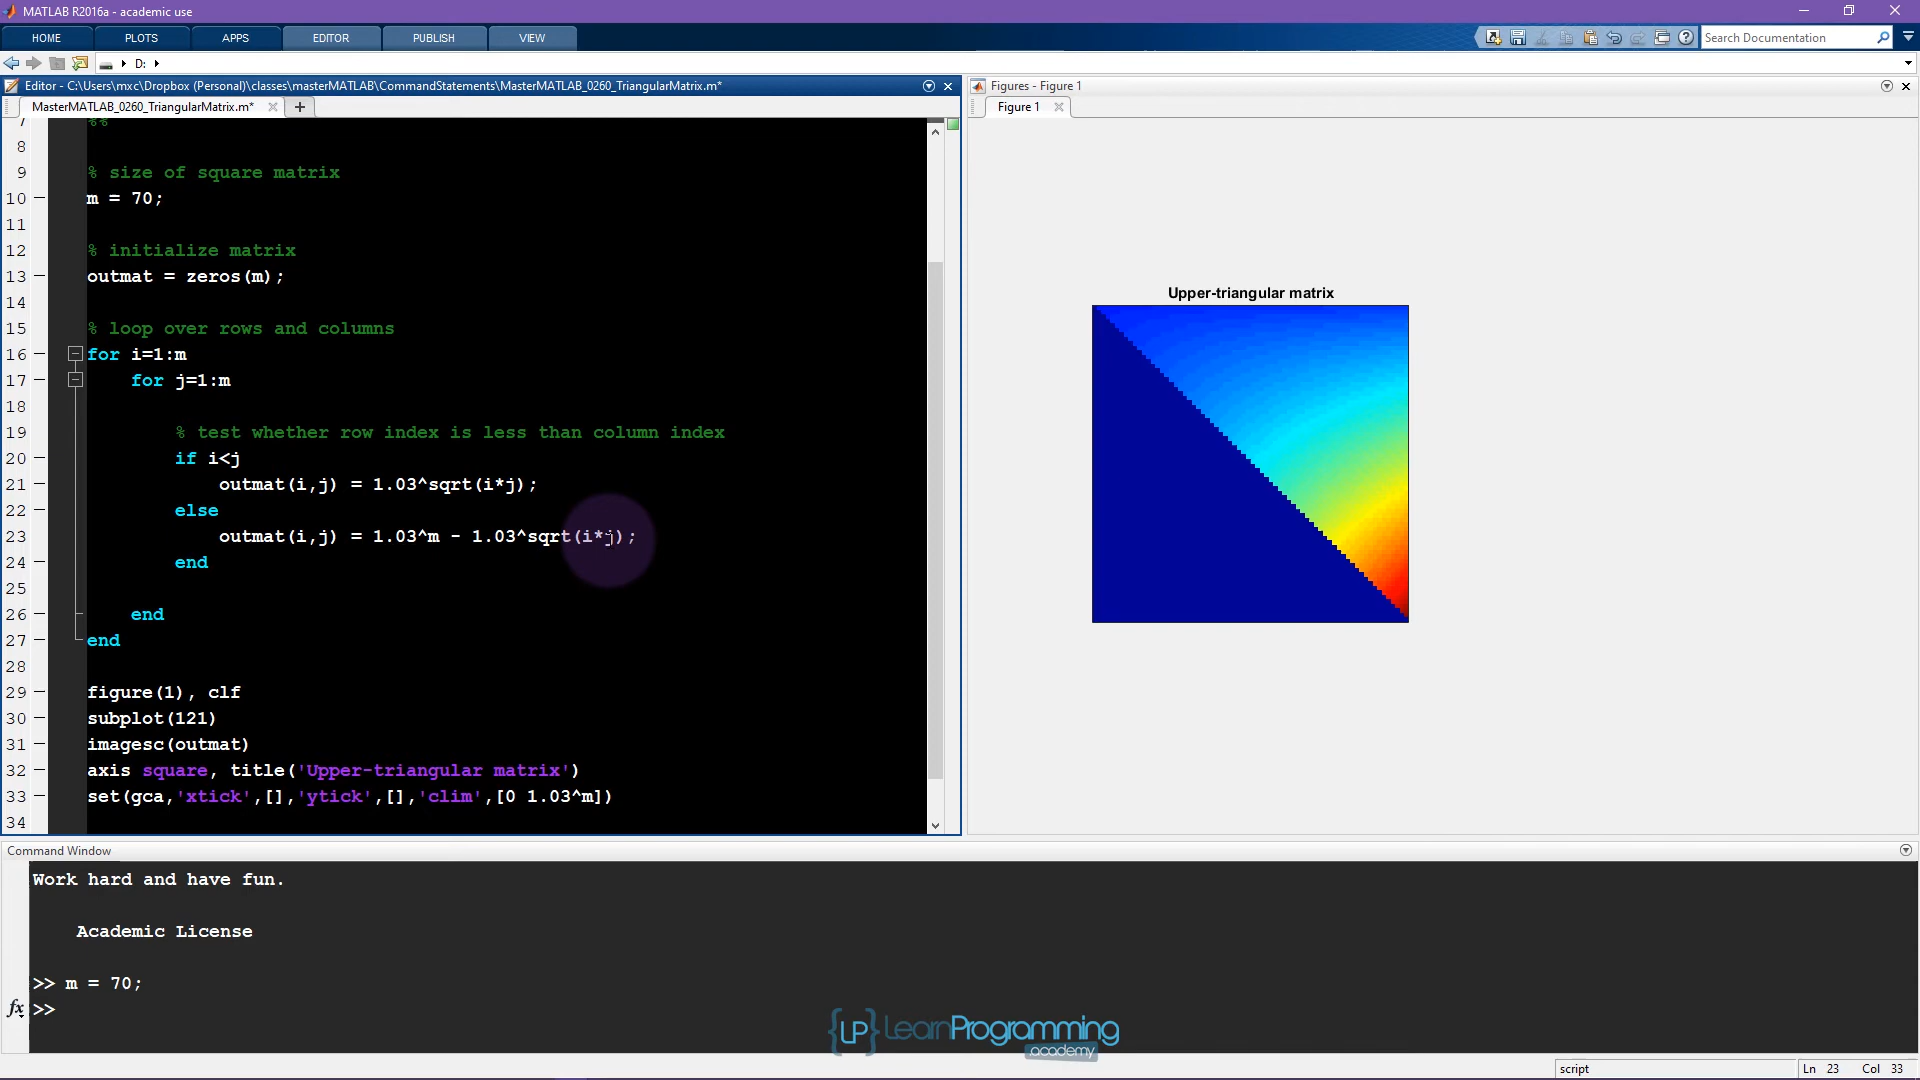 MATLAB R2016a - academic use
HOME PLOTS APPS EDITOR PUBLISH VIEW Search Documentation
D:
Editor - C:\Users\mxc\Dropbox (Personal)\classes\masterMATLAB\CommandStatements\MasterMATLAB_0260_TriangularMatrix.m*
MasterMATLAB_0260_TriangularMatrix.m*
7 %%
8
9 % size of square matrix
10 m = 70;
11
12 % initialize matrix
13 outmat = zeros(m);
14
15 % loop over rows and columns
16 for i=1:m
17 for j=1:m
18
19 % test whether row index is less than column index
20 if i<j
21 outmat(i,j) = 1.03^sqrt(i*j);
22 else
23 outmat(i,j) = 1.03^m - 1.03^sqrt(i*j);
24 end
25
26 end
27 end
28
29 figure(1), clf
30 subplot(121)
31 imagesc(outmat)
32 axis square, title('Upper-triangular matrix')
33 set(gca,'xtick',[],'ytick',[],'clim',[0 1.03^m])
34
Figures - Figure 1
Figure 1
Upper-triangular matrix
Command Window
Work hard and have fun.
Academic License
>> m = 70;
fx >>
{LP} LearnProgramming
academy
script Ln 23 Col 33